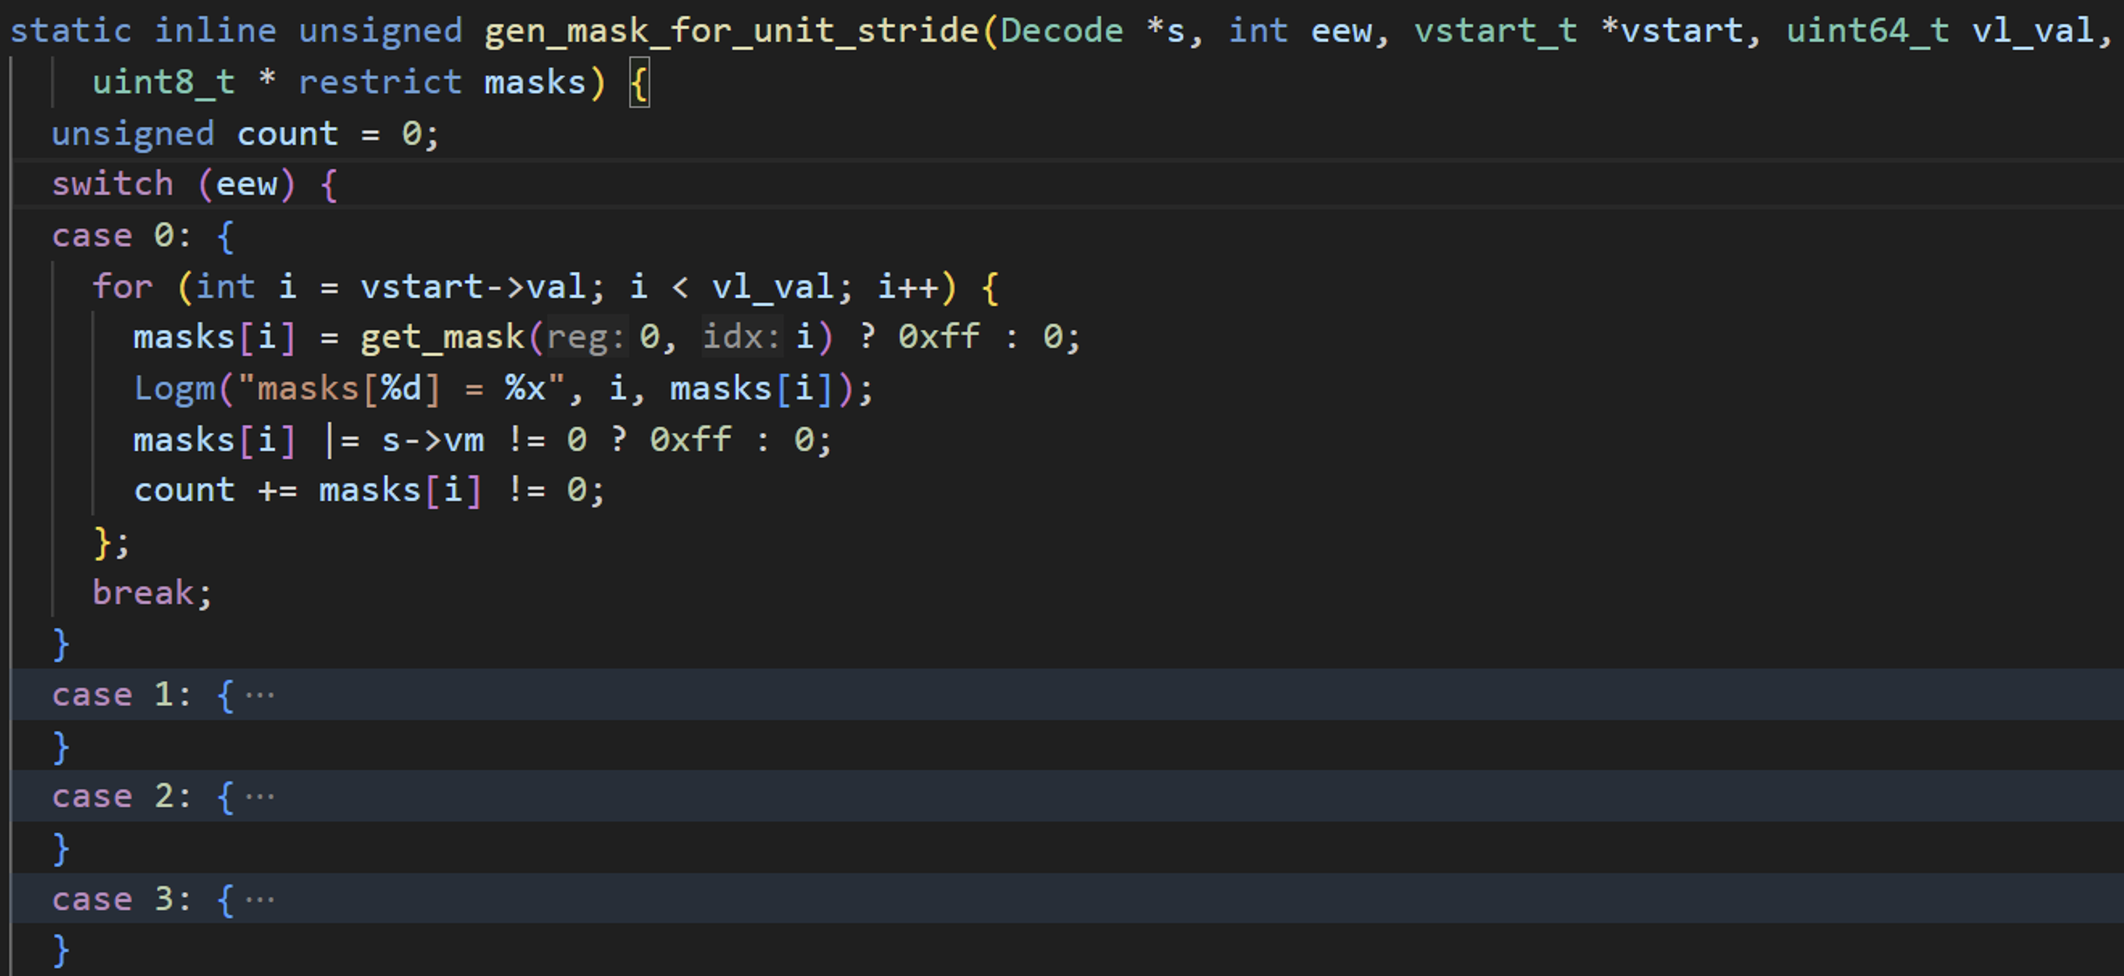 static inline unsigned gen_mask_for_unit_stride(Decode *s, int eew, vstart_t *vstart, uint64_t vl_val,
uint8_t * restrict masks) {
unsigned count = 0;
switch (eew) {
case 0: {
for (int i = vstart->val; i < vl_val; i++) {
masks[i] = get_mask(reg: 0, idx: i) ? 0xff : 0;
Logm("masks[%d] = %x", i, masks[i]);
masks[i] |= s->vm != 0 ? 0xff : 0;
count += masks[i] != 0;
};
break;
}
case 1: { ···
}
case 2: { ···
}
case 3: { ···
}